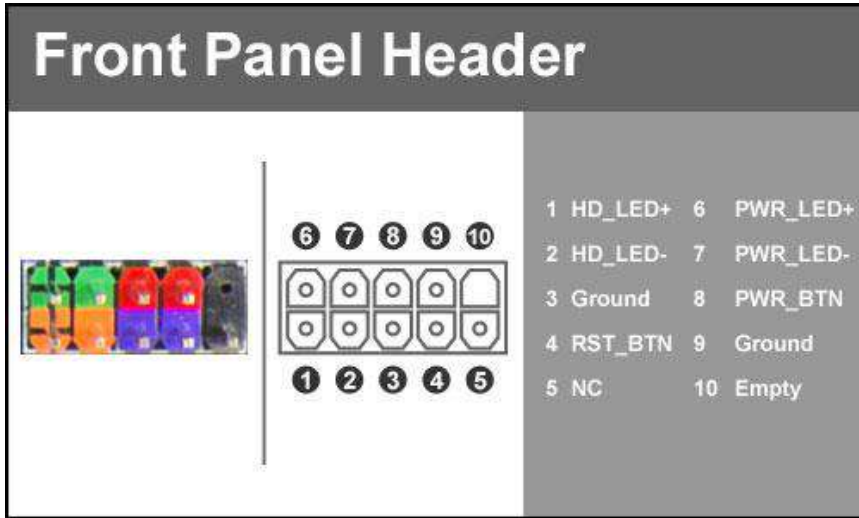 Front Panel Header
6 7 8 9 10
1 2 3 4 5
1 HD_LED+ 6 PWR_LED+
2 HD_LED- 7 PWR_LED-
3 Ground 8 PWR_BTN
4 RST_BTN 9 Ground
5 NC 10 Empty